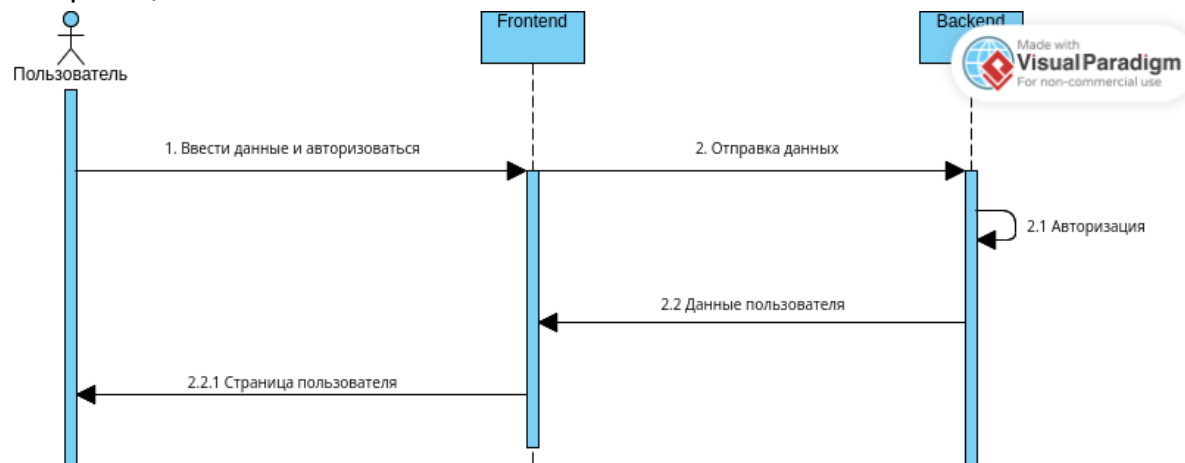 Frontend
Backend
Made with
Visual Paradigm
For non-commercial use
Пользователь
1. Ввести данные и авторизоваться
2. Отправка данных
2.1 Авторизация
2.2 Данные пользователя
2.2.1 Страница пользователя